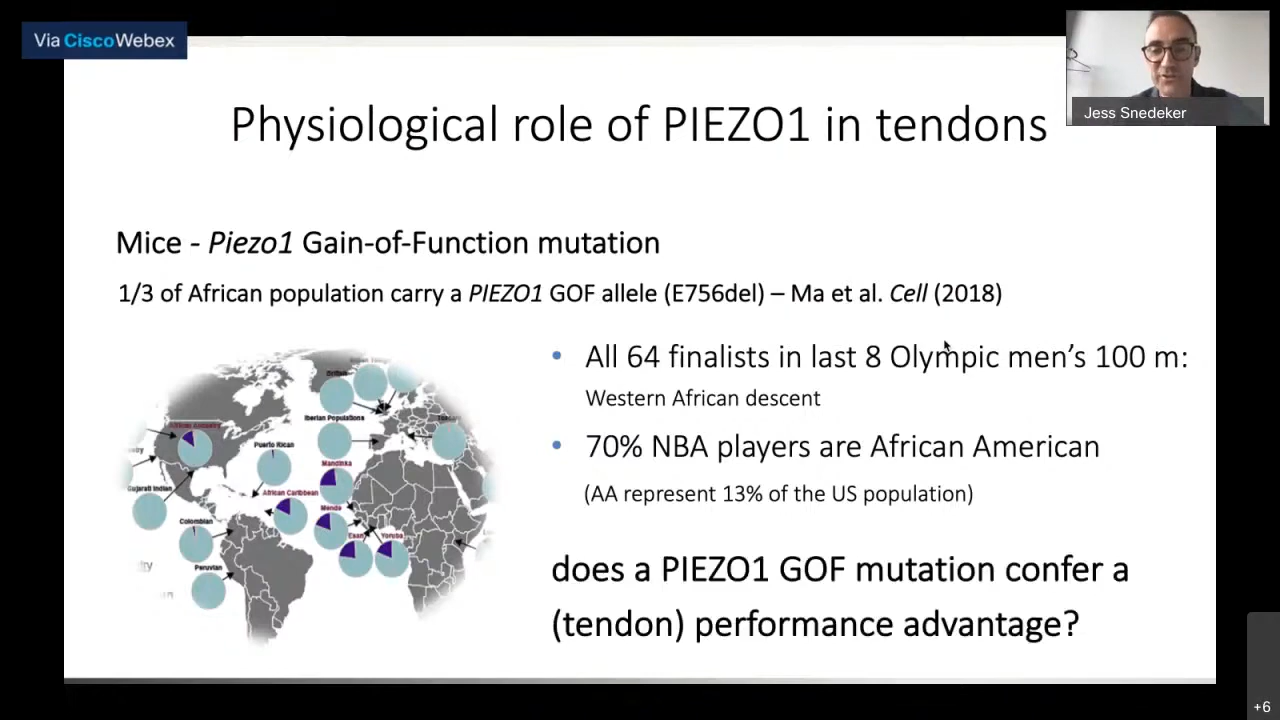 Via CiscoWebex
Jess Snedeker
Physiological role of PIEZO1 in tendons
Mice - Piezo1 Gain-of-Function mutation
1/3 of African population carry a PIEZO1 GOF allele (E756del) – Ma et al. Cell (2018)
• All 64 finalists in last 8 Olympic men's 100 m:
Western African descent
• 70% NBA players are African American
(AA represent 13% of the US population)
does a PIEZO1 GOF mutation confer a
(tendon) performance advantage?
British
African Ancestry
Iberian Populations
Puerto Rican
Mandinka
Gujarati Indian
African Caribbean
Mende
Colombian
Esan
Yoruba
Peruvian
+6